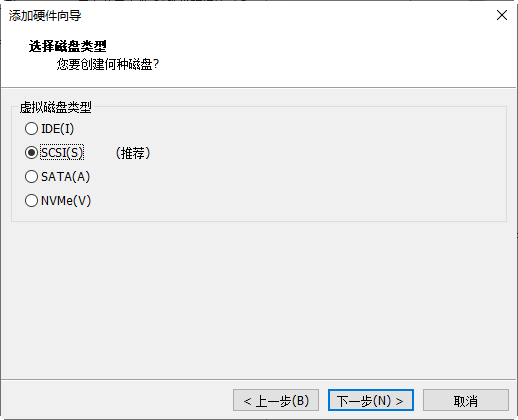 添加硬件向导
选择磁盘类型
您要创建何种磁盘?
虚拟磁盘类型
IDE(I)
SCSI(S) （推荐）
SATA(A)
NVMe(V)
< 上一步(B) 下一步(N) > 取消